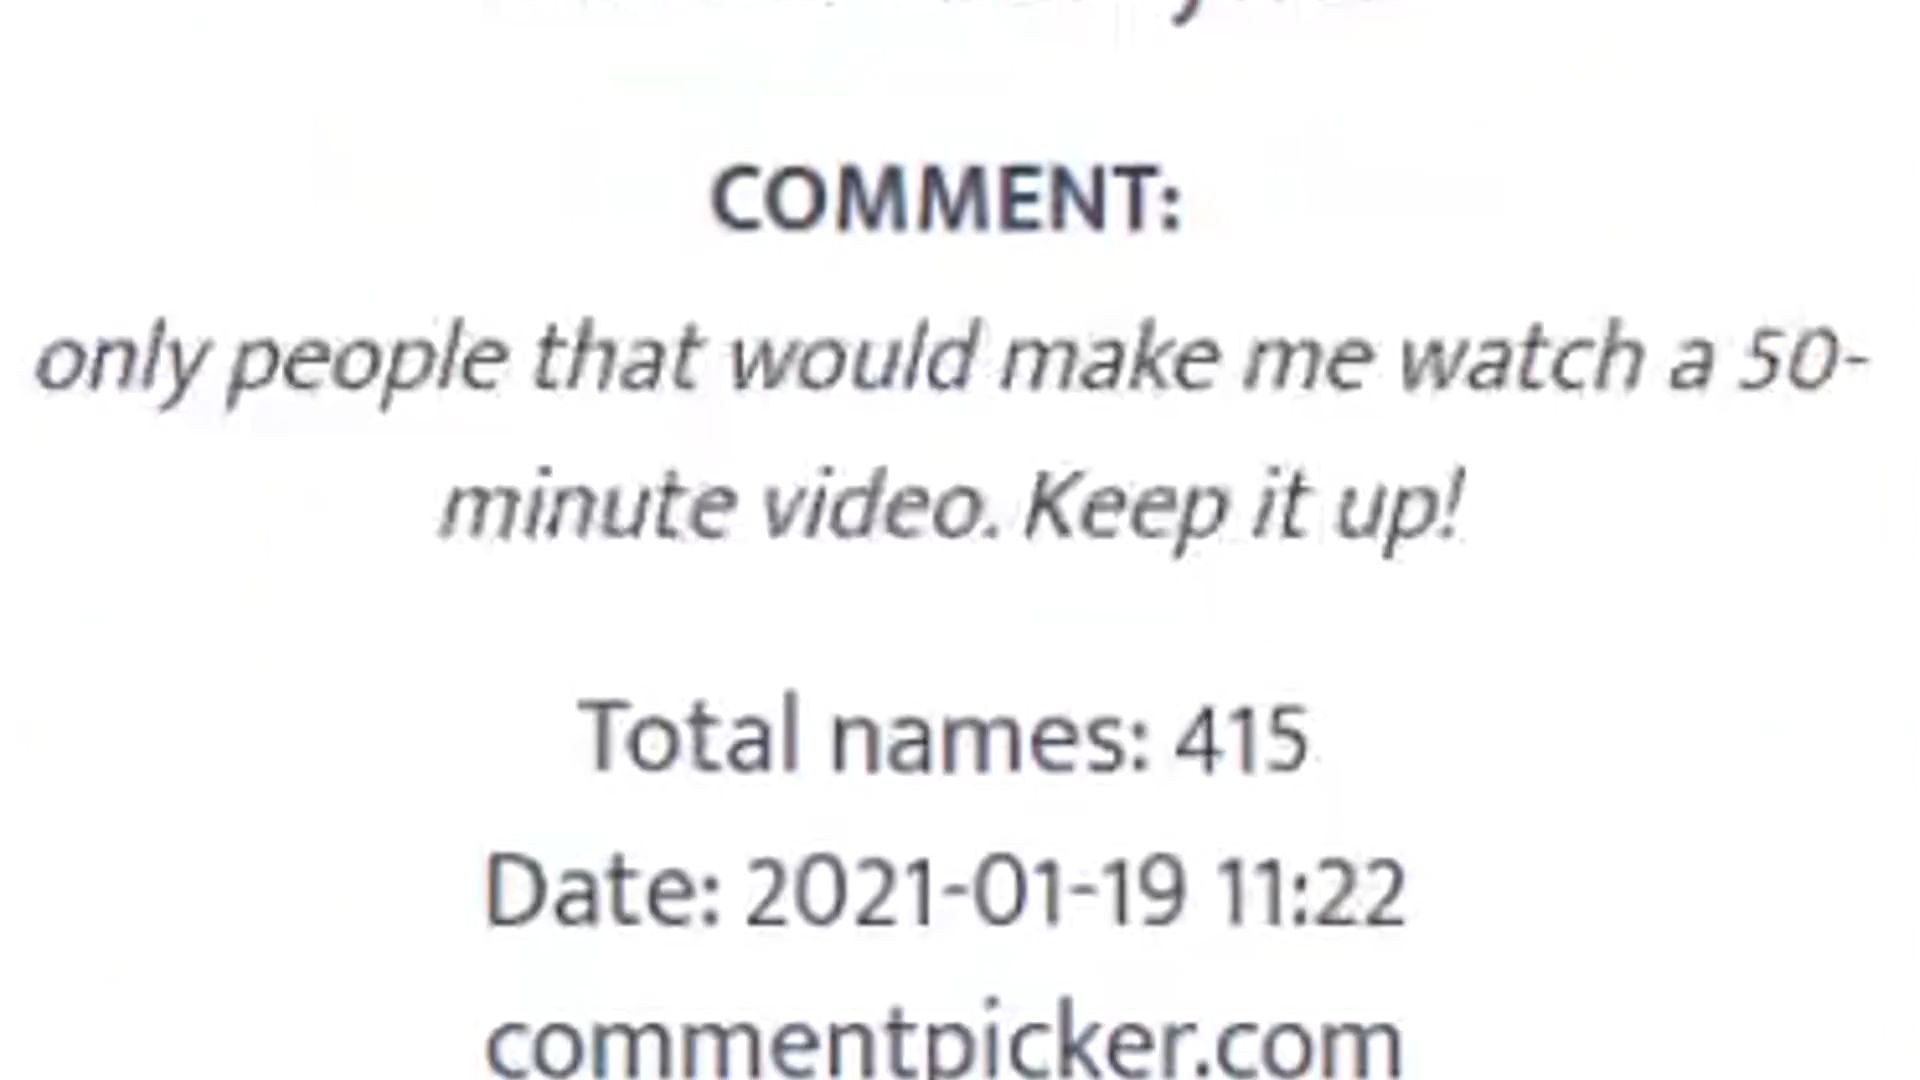 COMMENT:
only people that would make me watch a 50-
minute video. Keep it up!
Total names: 415
Date: 2021-01-19 11:22
commentpicker.com